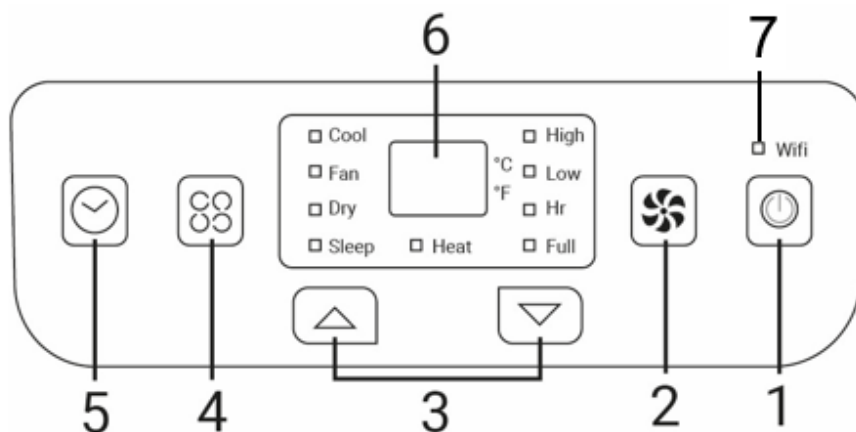 6
7
Cool
High
Wifi
°C
Fan
Low
°F
Dry
Hr
Sleep
Heat
Full
5
4
3
2
1